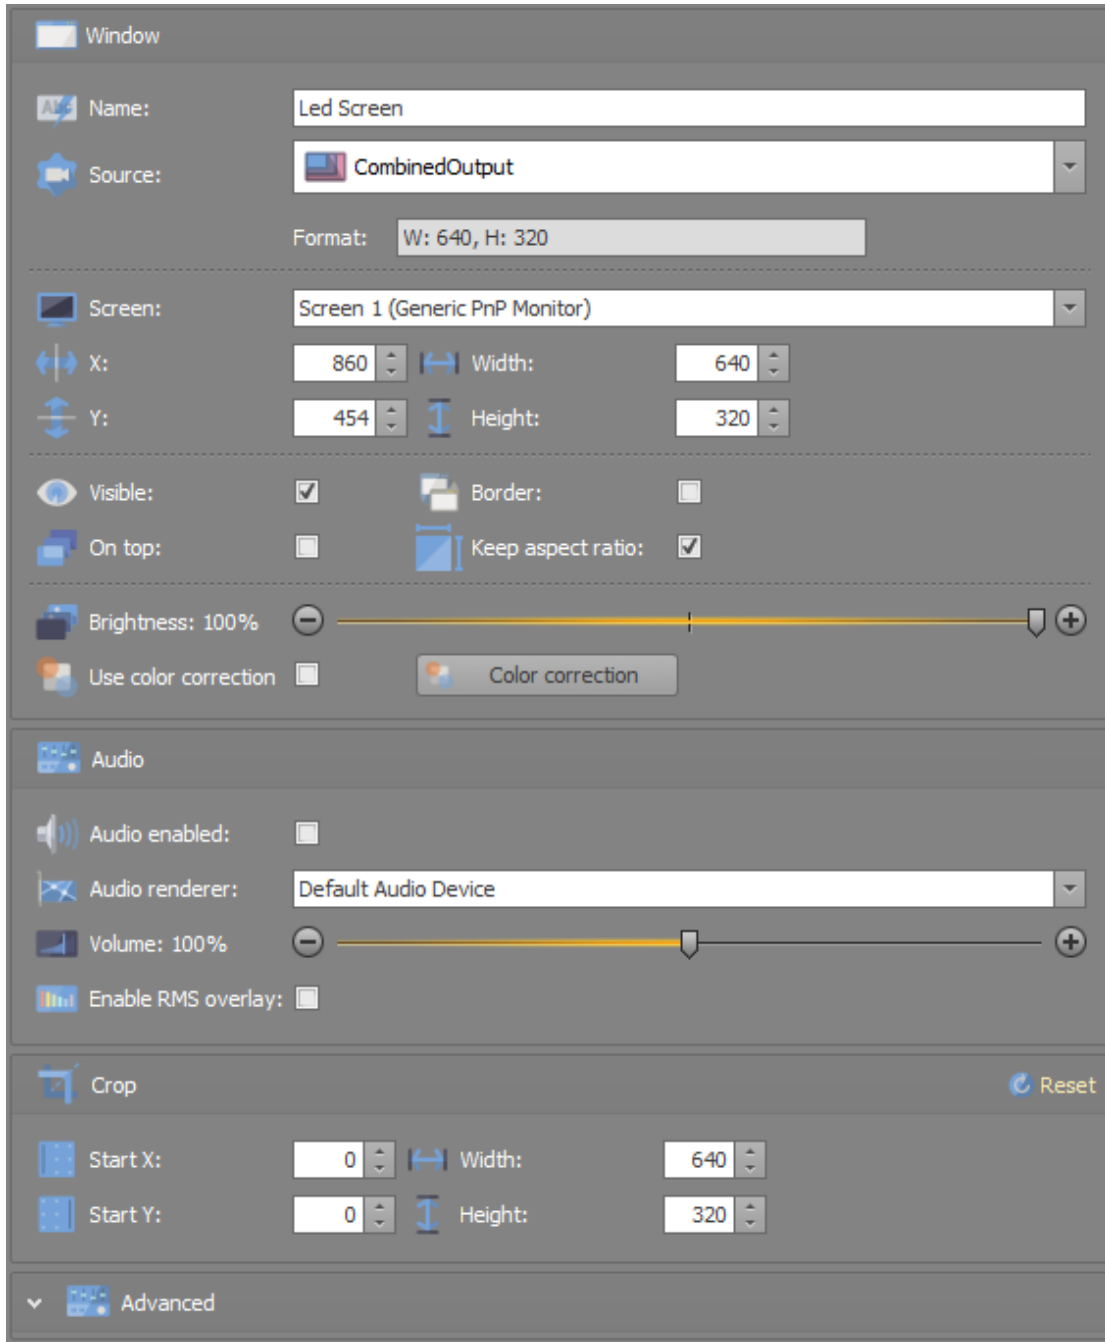 Window
Name: Led Screen
Source: CombinedOutput
Format: W: 640, H: 320
Screen: Screen 1 (Generic PnP Monitor)
X: 860 Width: 640
Y: 454 Height: 320
Visible: Border:
On top: Keep aspect ratio:
Brightness: 100%
Use color correction Color correction
Audio
Audio enabled:
Audio renderer: Default Audio Device
Volume: 100%
Enable RMS overlay:
Crop Reset
Start X: 0 Width: 640
Start Y: 0 Height: 320
Advanced